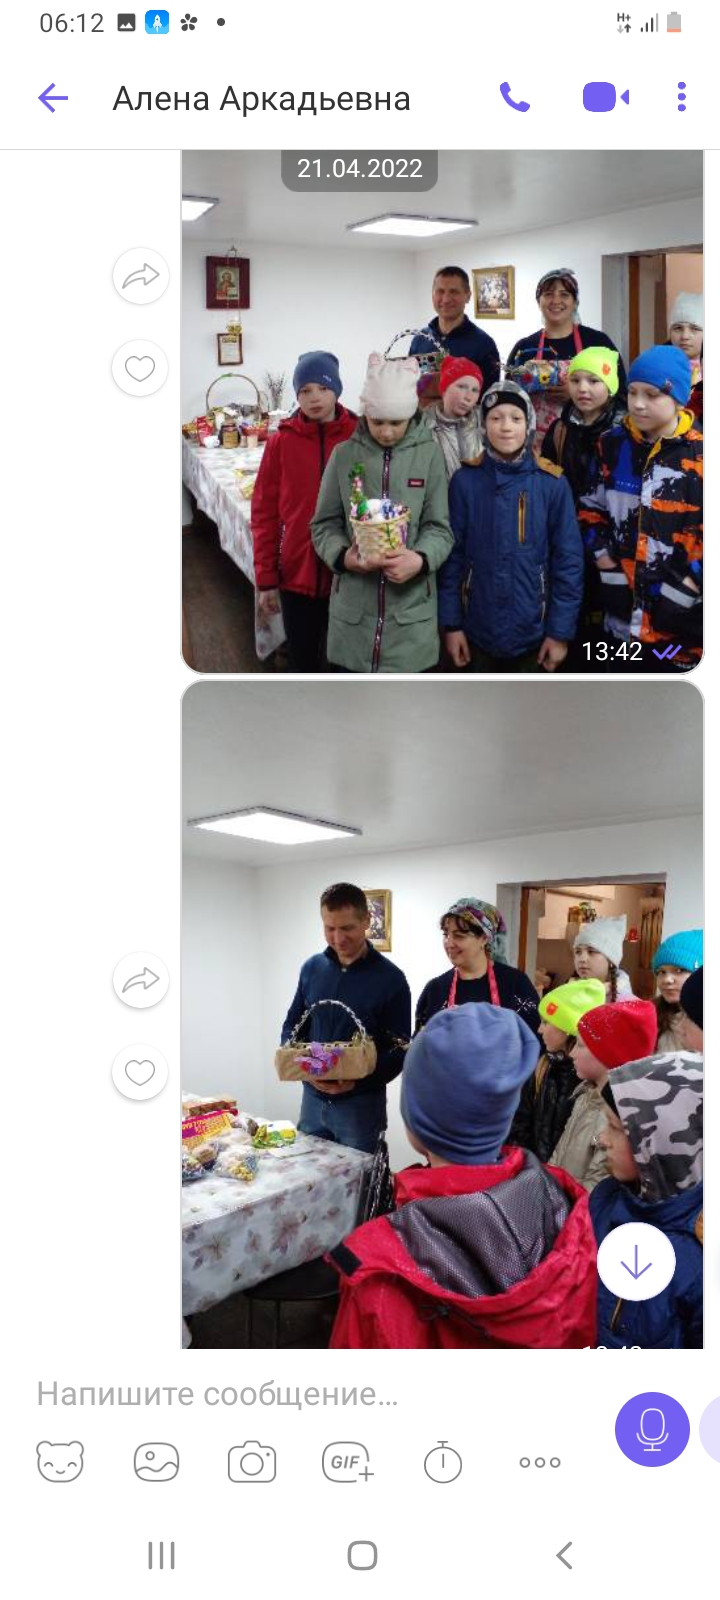 06:12
H+
Алена Аркадьевна
21.04.2022
13:42
Напишите сообщение...
GIF